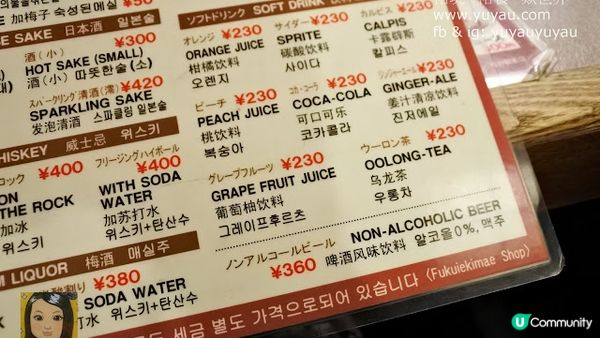 www.yuyau.com
fb & ig: yuyauyuyau
加梅子 숙성된매실
SAKE 日本酒 일본술
酒(小) ¥300
HOT SAKE (SMALL)
酒(小) 따뜻한술(소)
スパークリング清酒(濁) ¥420
SPARKLING SAKE
发泡清酒 스파클링 일본술
WHISKEY 威士忌 위스키
ロック ¥400
THE ROCK
加冰
フリージングハイボール ¥400
WITH SODA
WATER
加苏打水
위스키+탄산수
LIQUOR 梅酒 매실주
¥380
SODA WATER
打水 위스키+탄산수
ソフトドリンク SOFT DRINK 软饮料
オレンジ ¥230
ORANGE JUICE
柑橘饮料
오렌지
サイダー ¥230
SPRITE
碳酸饮料
사이다
カルピス ¥230
CALPIS
卡露辟斯
칼피스
ピーチ ¥230
PEACH JUICE
桃饮料
복숭아
コカ・コーラ ¥230
COCA-COLA
可口可乐
코카콜라
ジンジャーエール ¥230
GINGER-ALE
姜汁清凉饮料
진저에일
グレープフルーツ ¥230
GRAPE FRUIT JUICE
葡萄柚饮料
그레이프후르츠
ウーロン茶 ¥230
OOLONG-TEA
乌龙茶
우롱차
ノンアルコールビール NON-ALCOHOLIC BEER
¥360 啤酒风味饮料 알코올0%, 맥주
세금 별도 가격으로되어 있습니다 〈Fukuiekimae Shop〉
U Community